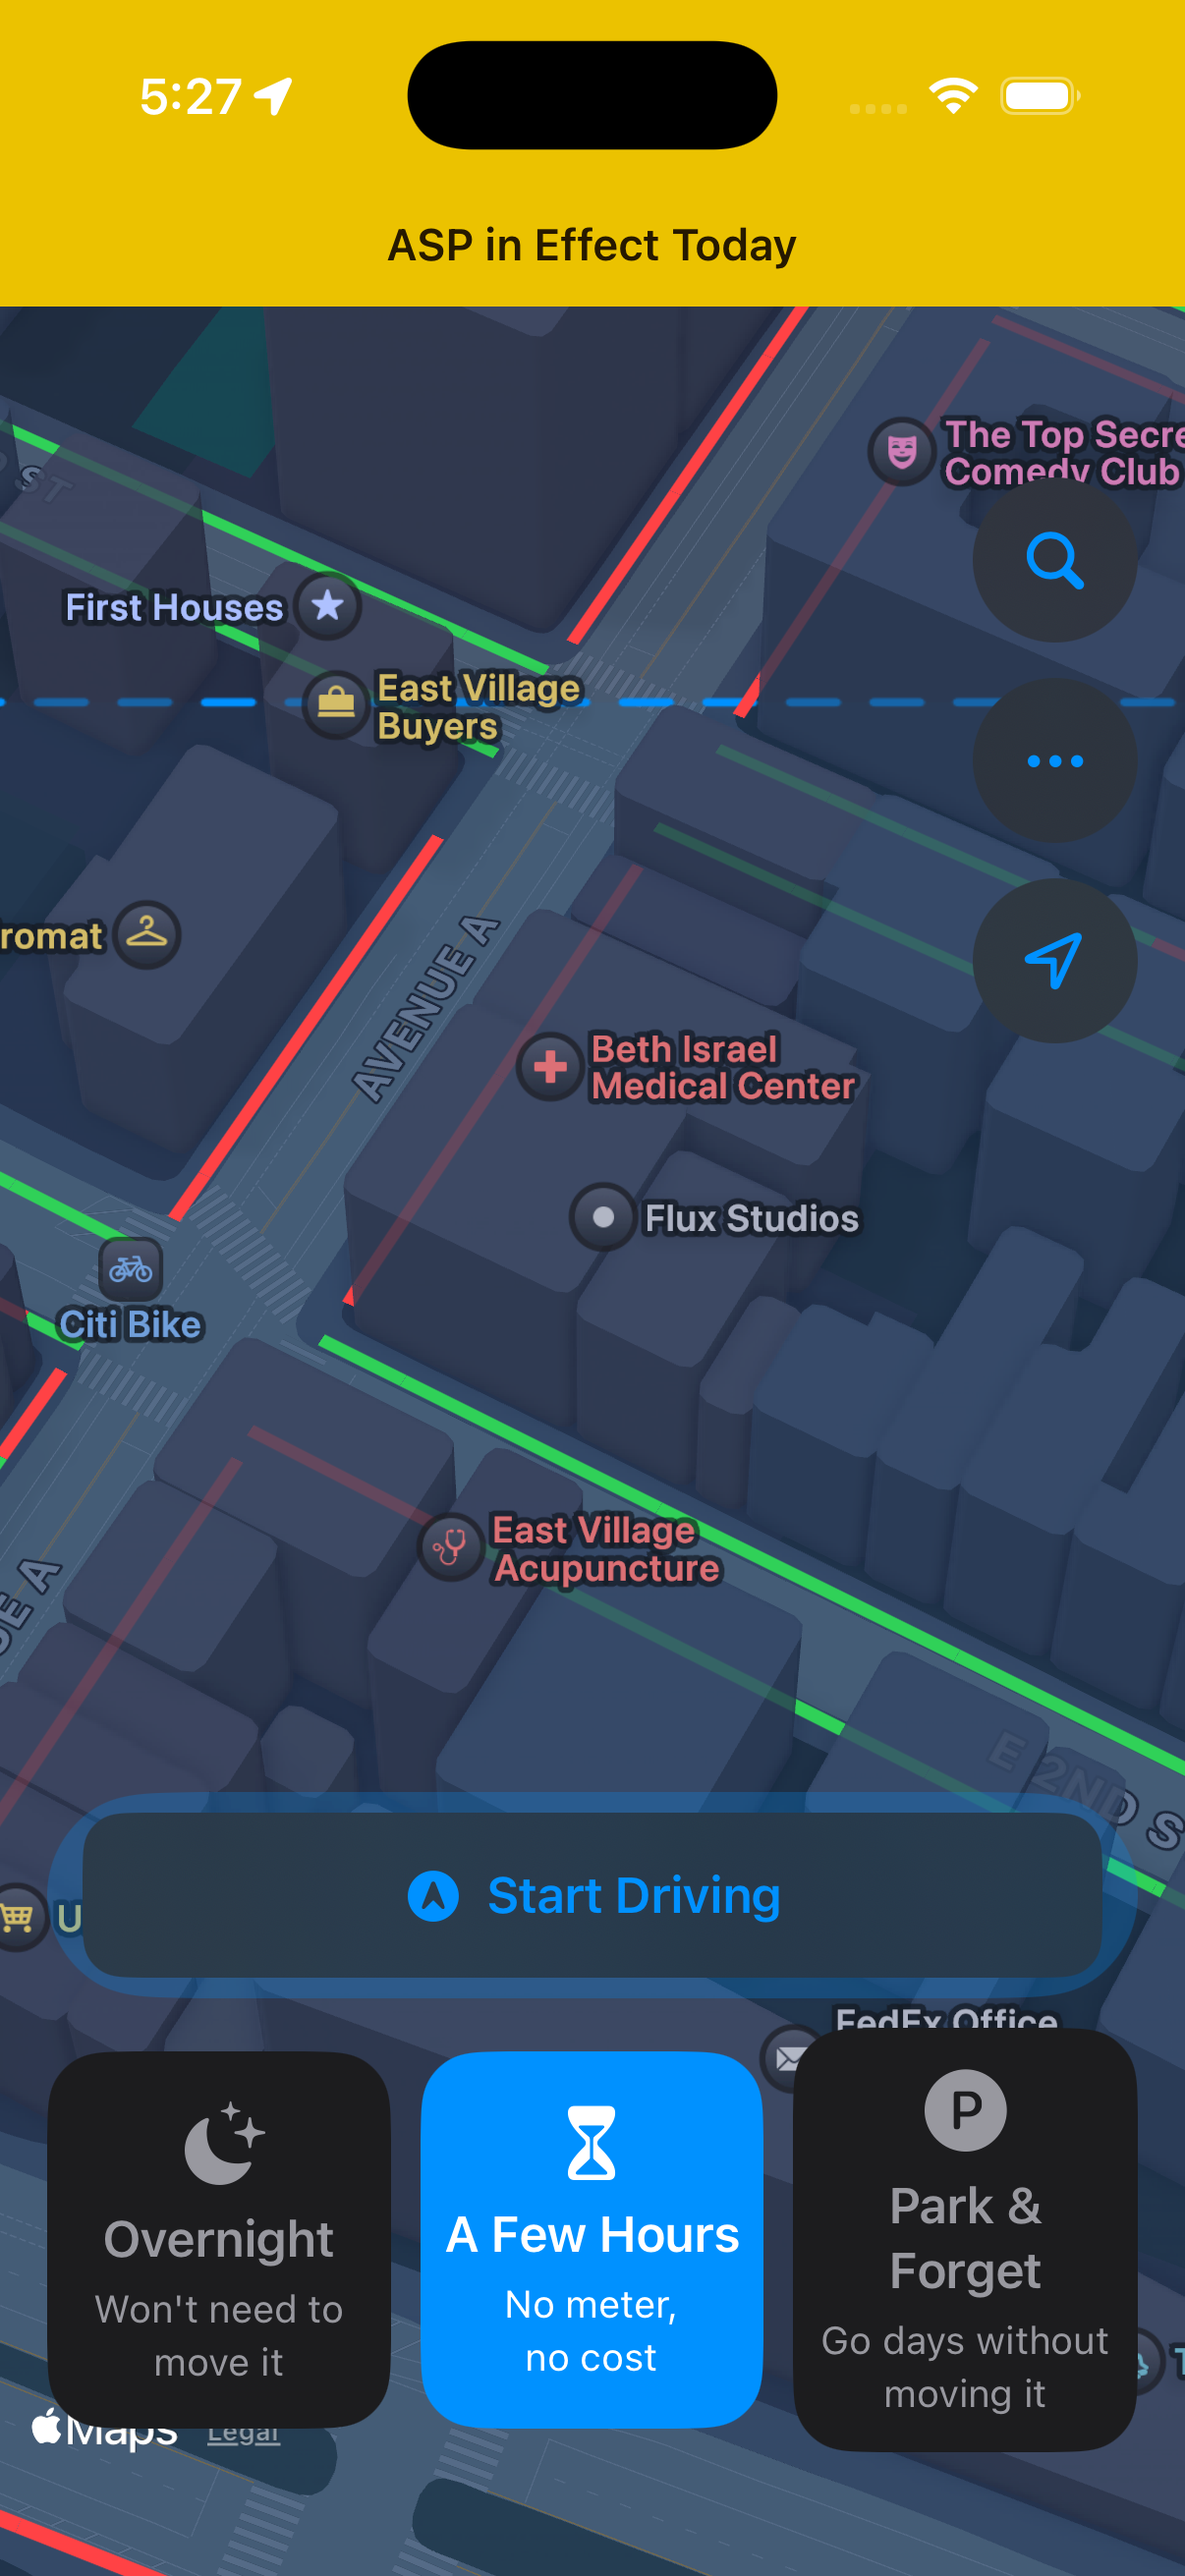 5:27
ASP in Effect Today
The Top Secre
Comedy Club
ST
First Houses
East Village
Buyers
romat
AVENUE A
Beth Israel
Medical Center
Flux Studios
Citi Bike
East Village
Acupuncture
UE A
E 2ND S
Start Driving
U
FedEx Office
P
Overnight
Won't need to
move it
A Few Hours
No meter,
no cost
Park &
Forget
Go days without
moving it
T
Maps
Legal